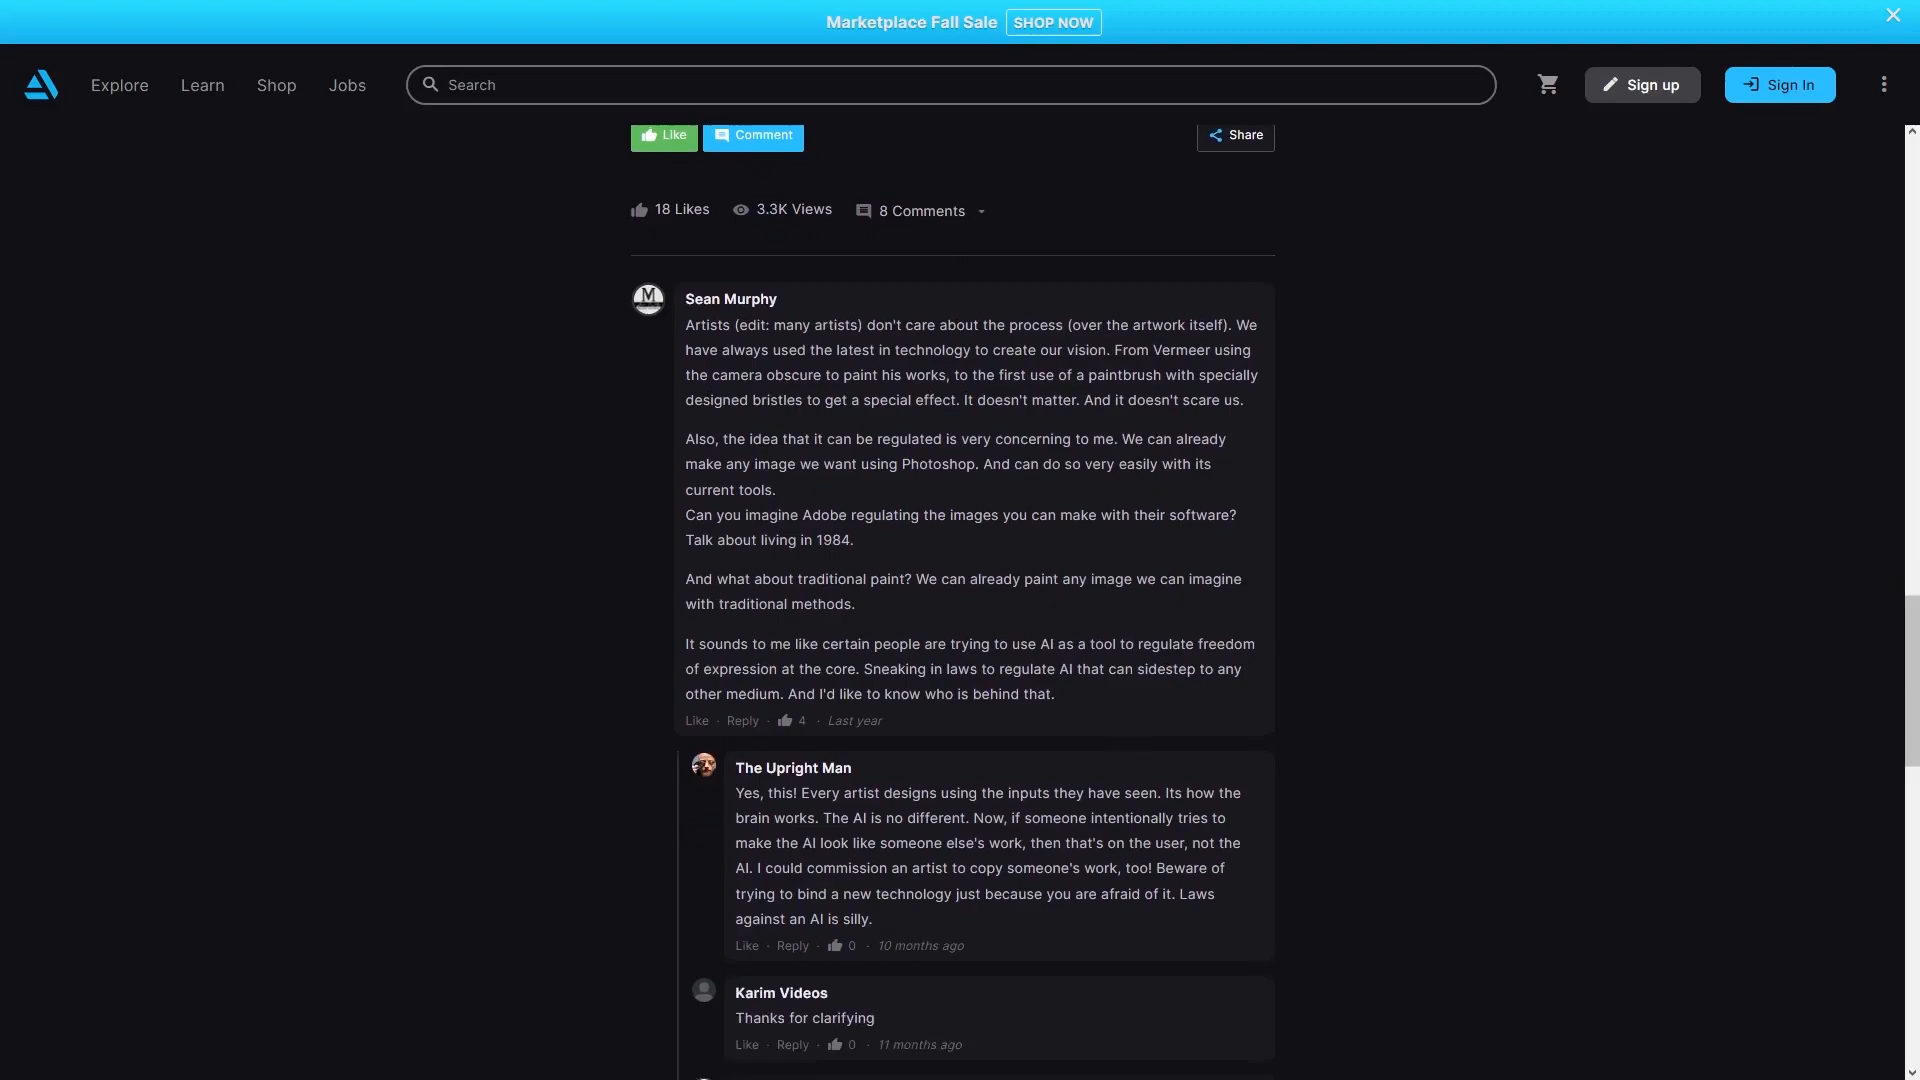 Marketplace Fall Sale SHOP NOW
Explore Learn Shop Jobs Search Sign up Sign In
Like Comment Share
18 Likes 3.3K Views 8 Comments
Sean Murphy
Artists (edit: many artists) don't care about the process (over the artwork itself). We
have always used the latest in technology to create our vision. From Vermeer using
the camera obscure to paint his works, to the first use of a paintbrush with specially
designed bristles to get a special effect. It doesn't matter. And it doesn't scare us.
Also, the idea that it can be regulated is very concerning to me. We can already
make any image we want using Photoshop. And can do so very easily with its
current tools.
Can you imagine Adobe regulating the images you can make with their software?
Talk about living in 1984.
And what about traditional paint? We can already paint any image we can imagine
with traditional methods.
It sounds to me like certain people are trying to use AI as a tool to regulate freedom
of expression at the core. Sneaking in laws to regulate AI that can sidestep to any
other medium. And I'd like to know who is behind that.
Like · Reply · 4 · Last year
The Upright Man
Yes, this! Every artist designs using the inputs they have seen. Its how the
brain works. The AI is no different. Now, if someone intentionally tries to
make the AI look like someone else's work, then that's on the user, not the
AI. I could commission an artist to copy someone's work, too! Beware of
trying to bind a new technology just because you are afraid of it. Laws
against an AI is silly.
Like · Reply · 0 · 10 months ago
Karim Videos
Thanks for clarifying
Like · Reply · 0 · 11 months ago